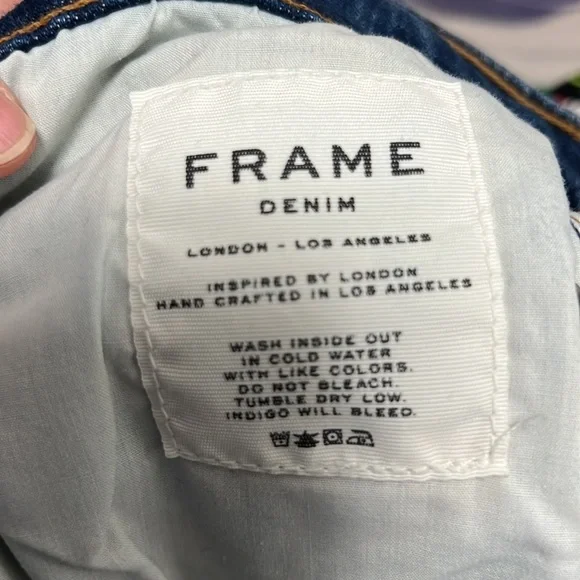 FRAME
DENIM
LONDON - LOS ANGELES
INSPIRED BY LONDON
HAND CRAFTED IN LOS ANGELES
WASH INSIDE OUT
IN COLD WATER
WITH LIKE COLORS.
DO NOT BLEACH.
TUMBLE DRY LOW.
INDIGO WILL BLEED.